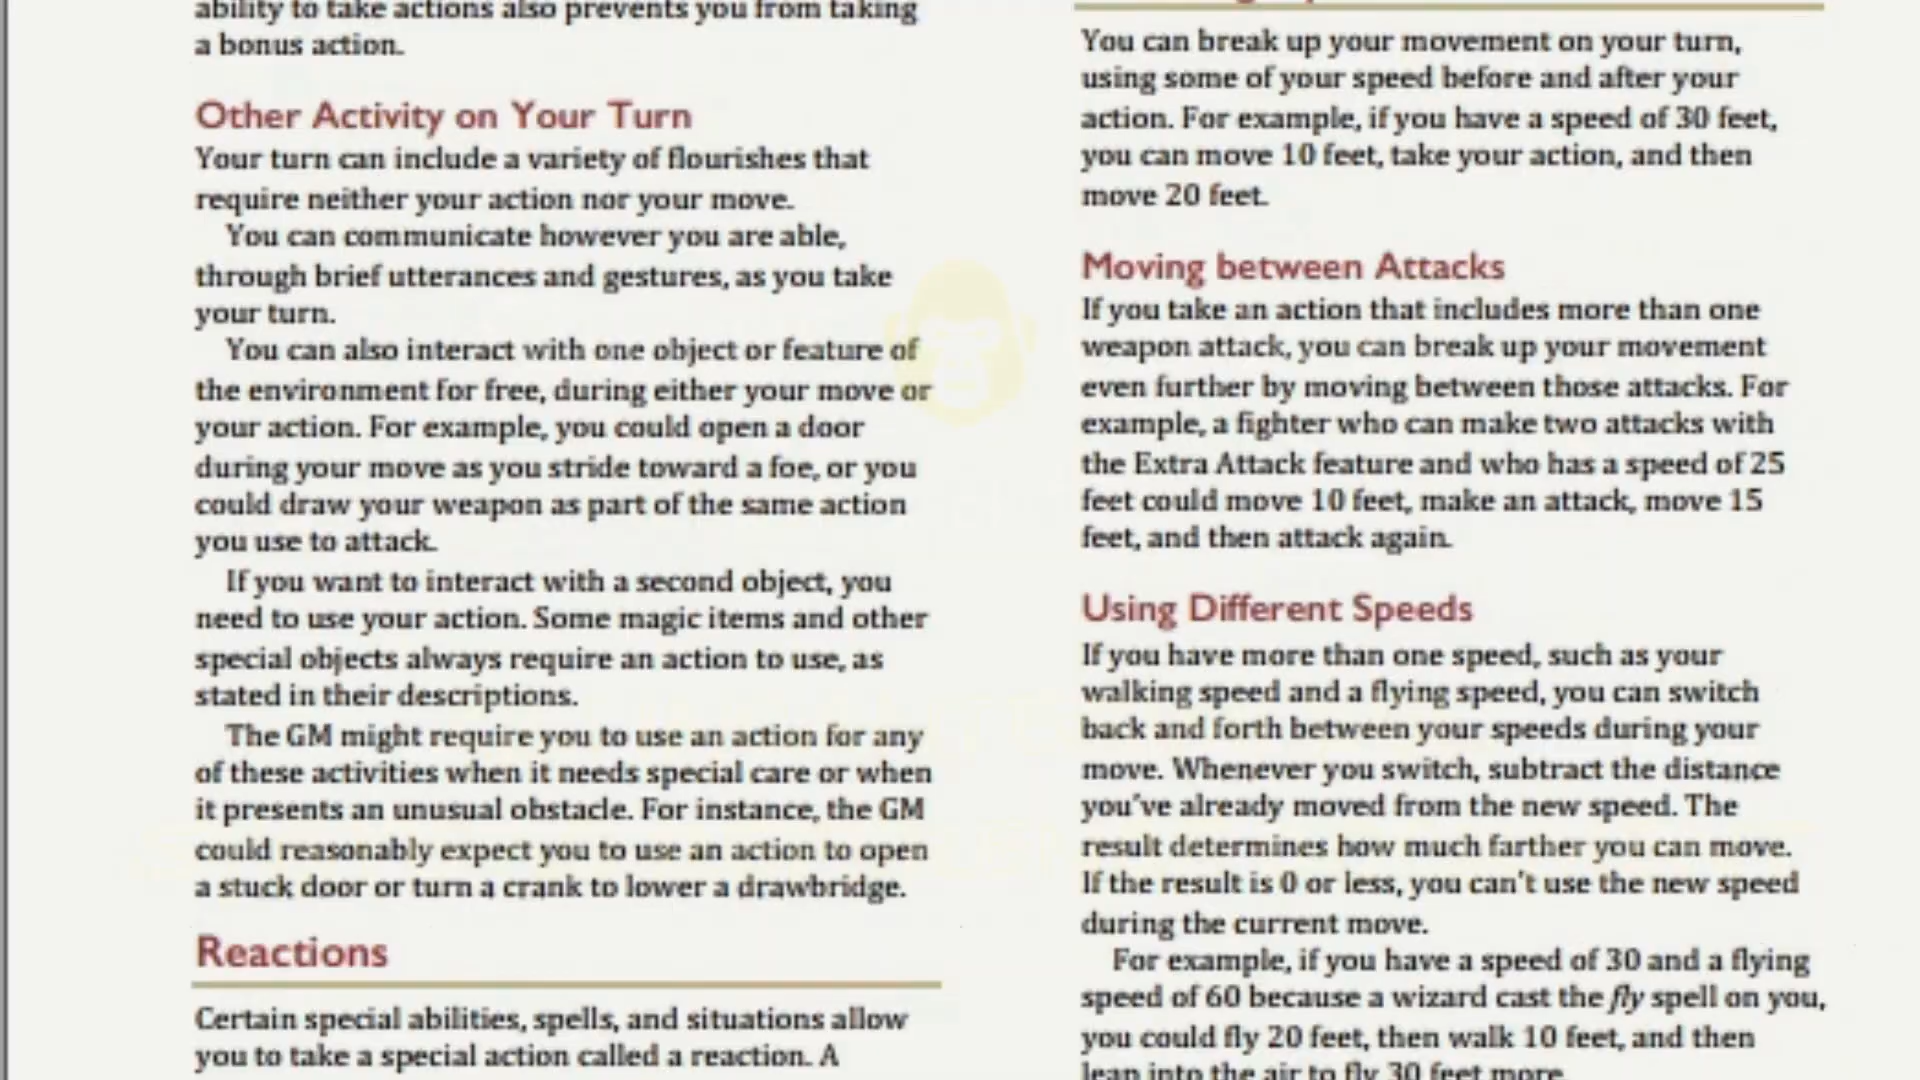 ability to take actions also prevents you from taking
a bonus action.
Other Activity on Your Turn
Your turn can include a variety of flourishes that
require neither your action nor your move.
You can communicate however you are able,
through brief utterances and gestures, as you take
your turn.
You can also interact with one object or feature of
the environment for free, during either your move or
your action. For example, you could open a door
during your move as you stride toward a foe, or you
could draw your weapon as part of the same action
you use to attack.
If you want to interact with a second object, you
need to use your action. Some magic items and other
special objects always require an action to use, as
stated in their descriptions.
The GM might require you to use an action for any
of these activities when it needs special care or when
it presents an unusual obstacle. For instance, the GM
could reasonably expect you to use an action to open
a stuck door or turn a crank to lower a drawbridge.
Reactions
Certain special abilities, spells, and situations allow
you to take a special action called a reaction. A
You can break up your movement on your turn,
using some of your speed before and after your
action. For example, if you have a speed of 30 feet,
you can move 10 feet, take your action, and then
move 20 feet.
Moving between Attacks
If you take an action that includes more than one
weapon attack, you can break up your movement
even further by moving between those attacks. For
example, a fighter who can make two attacks with
the Extra Attack feature and who has a speed of 25
feet could move 10 feet, make an attack, move 15
feet, and then attack again.
Using Different Speeds
If you have more than one speed, such as your
walking speed and a flying speed, you can switch
back and forth between your speeds during your
move. Whenever you switch, subtract the distance
you've already moved from the new speed. The
result determines how much farther you can move.
If the result is 0 or less, you can't use the new speed
during the current move.
For example, if you have a speed of 30 and a flying
speed of 60 because a wizard cast the fly spell on you,
you could fly 20 feet, then walk 10 feet, and then
leap into the air to fly 30 feet more.